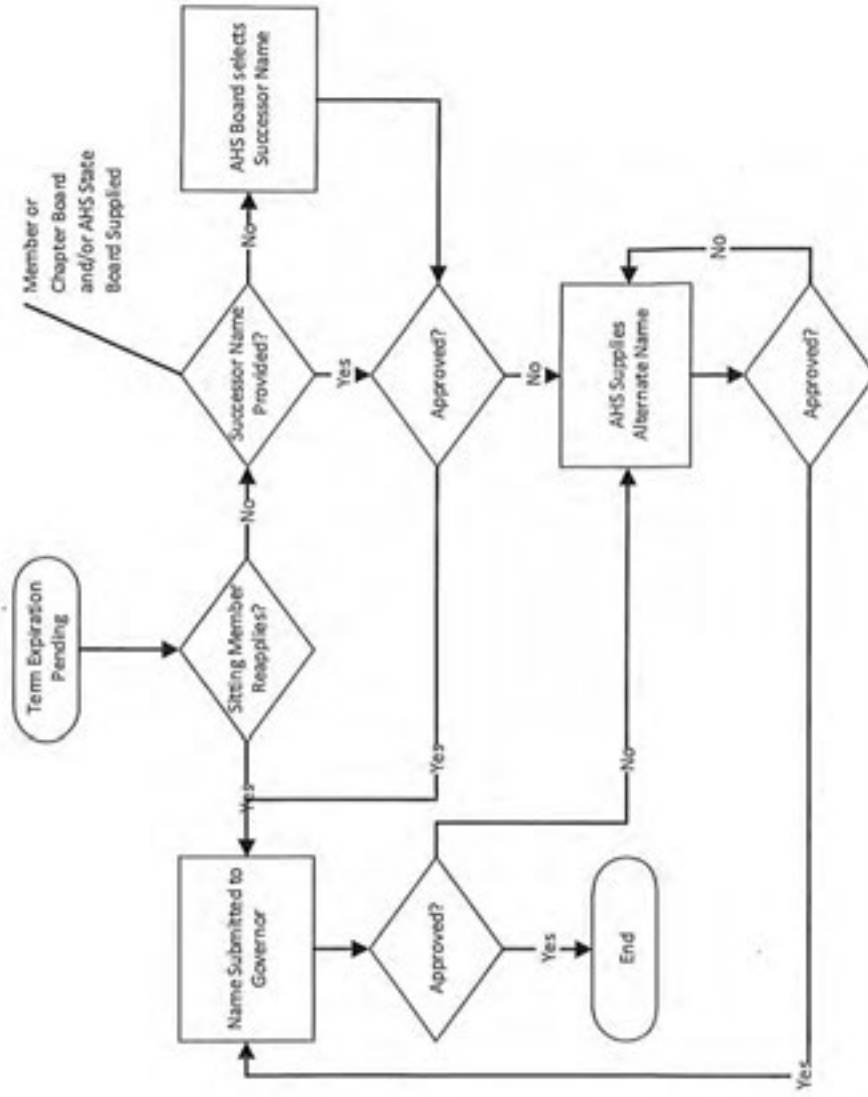 Term Expiration
Pending
Sitting Member
Reapplies?
No
Yes
Successor Name
Provided?
Member or
Chapter Board
and/or AHS State
Board Supplied
No
Yes
AHS Board selects
Successor Name
Approved?
Yes
No
Name Submitted to
Governor
Approved?
No
Yes
End
AHS Supplies
Alternate Name
Approved?
No
Yes